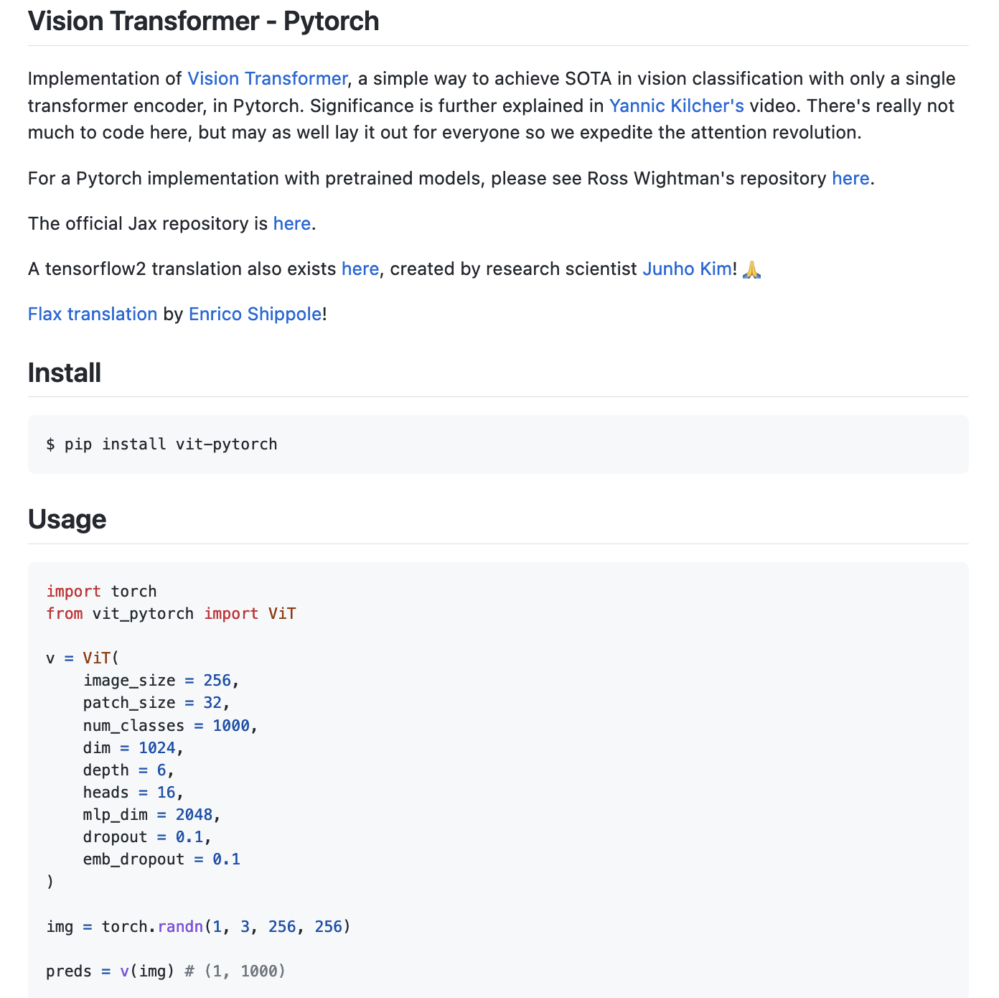 Vision Transformer - Pytorch
Implementation of Vision Transformer, a simple way to achieve SOTA in vision classification with only a single
transformer encoder, in Pytorch. Significance is further explained in Yannic Kilcher's video. There's really not
much to code here, but may as well lay it out for everyone so we expedite the attention revolution.
For a Pytorch implementation with pretrained models, please see Ross Wightman's repository here.
The official Jax repository is here.
A tensorflow2 translation also exists here, created by research scientist Junho Kim! 🙏
Flax translation by Enrico Shippole!
Install
$ pip install vit-pytorch
Usage
import torch
from vit_pytorch import ViT
v = ViT(
    image_size = 256,
    patch_size = 32,
    num_classes = 1000,
    dim = 1024,
    depth = 6,
    heads = 16,
    mlp_dim = 2048,
    dropout = 0.1,
    emb_dropout = 0.1
)
img = torch.randn(1, 3, 256, 256)
preds = v(img) # (1, 1000)